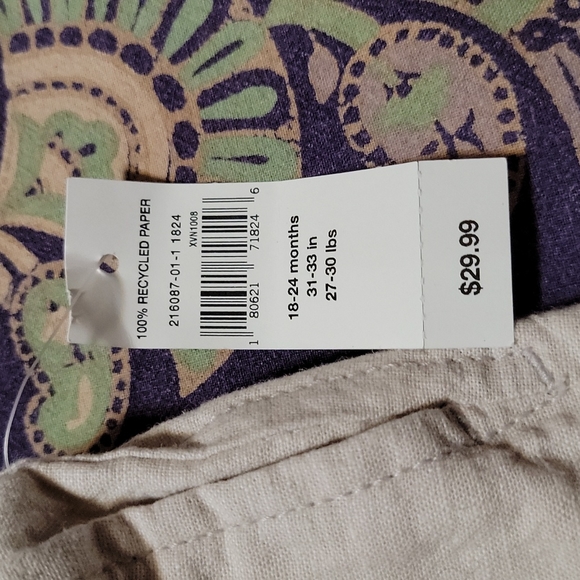 100% RECYCLED PAPER
216087-01-1 1824
XVN1008
1 80621 71824 6
18-24 months
31-33 in
27-30 lbs
$29.99